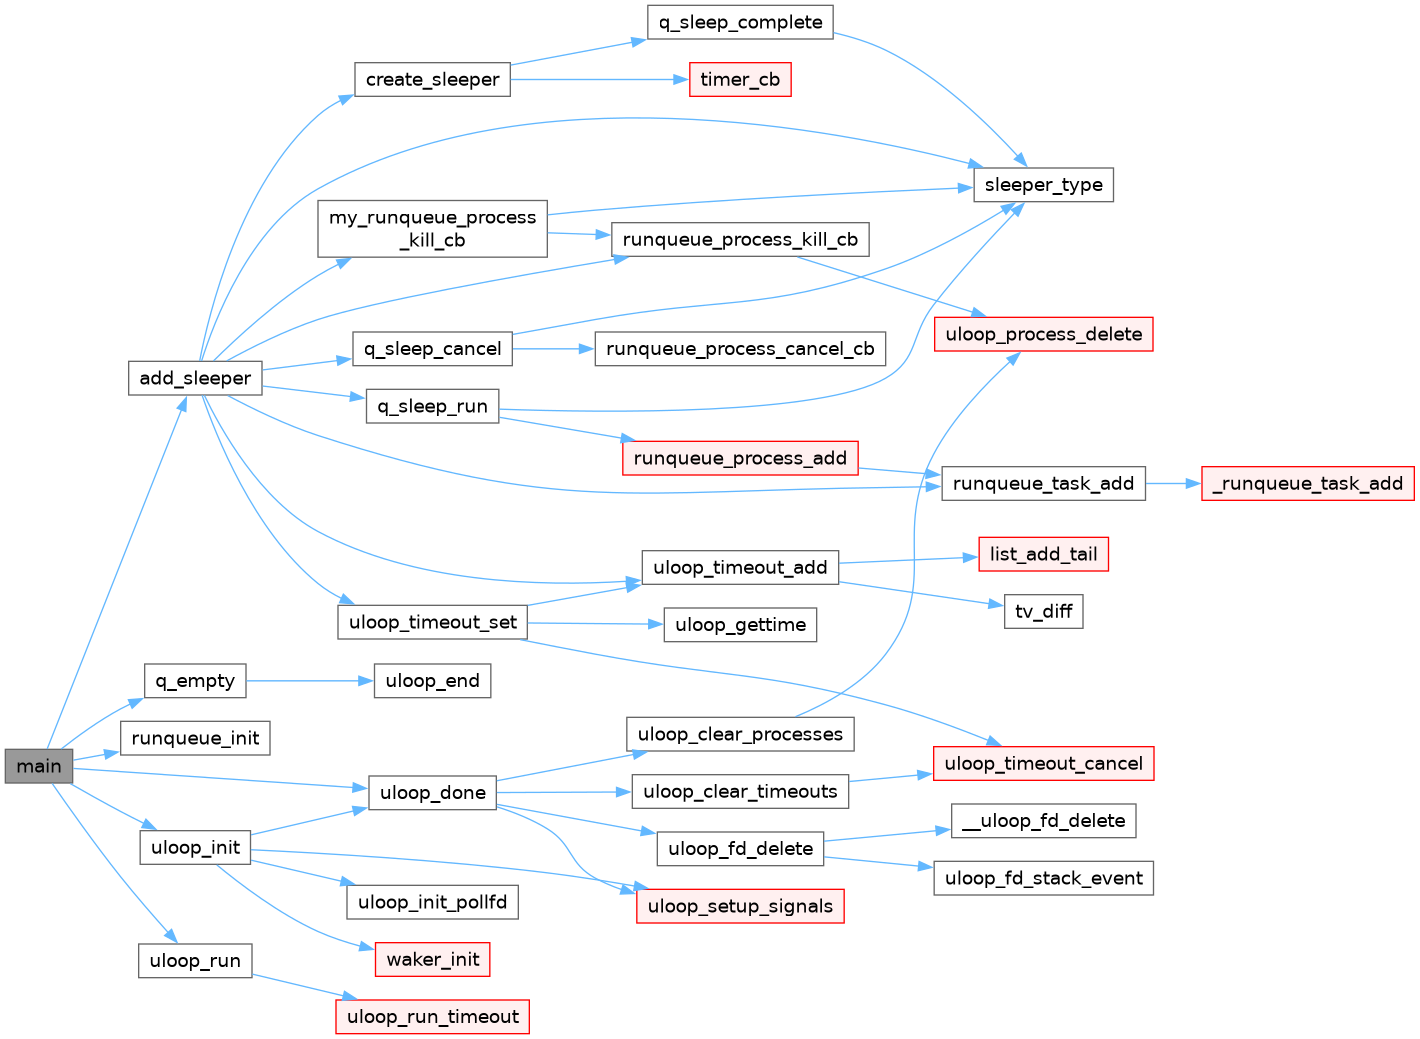 q_sleep_complete
create_sleeper
timer_cb
sleeper_type
my_runqueue_process
_kill_cb
runqueue_process_kill_cb
uloop_process_delete
q_sleep_cancel
runqueue_process_cancel_cb
add_sleeper
q_sleep_run
runqueue_process_add
runqueue_task_add
_runqueue_task_add
uloop_timeout_add
list_add_tail
tv_diff
uloop_timeout_set
uloop_gettime
q_empty
uloop_end
runqueue_init
uloop_clear_processes
main
uloop_timeout_cancel
uloop_done
uloop_clear_timeouts
__uloop_fd_delete
uloop_init
uloop_fd_delete
uloop_fd_stack_event
uloop_init_pollfd
uloop_setup_signals
uloop_run
waker_init
uloop_run_timeout